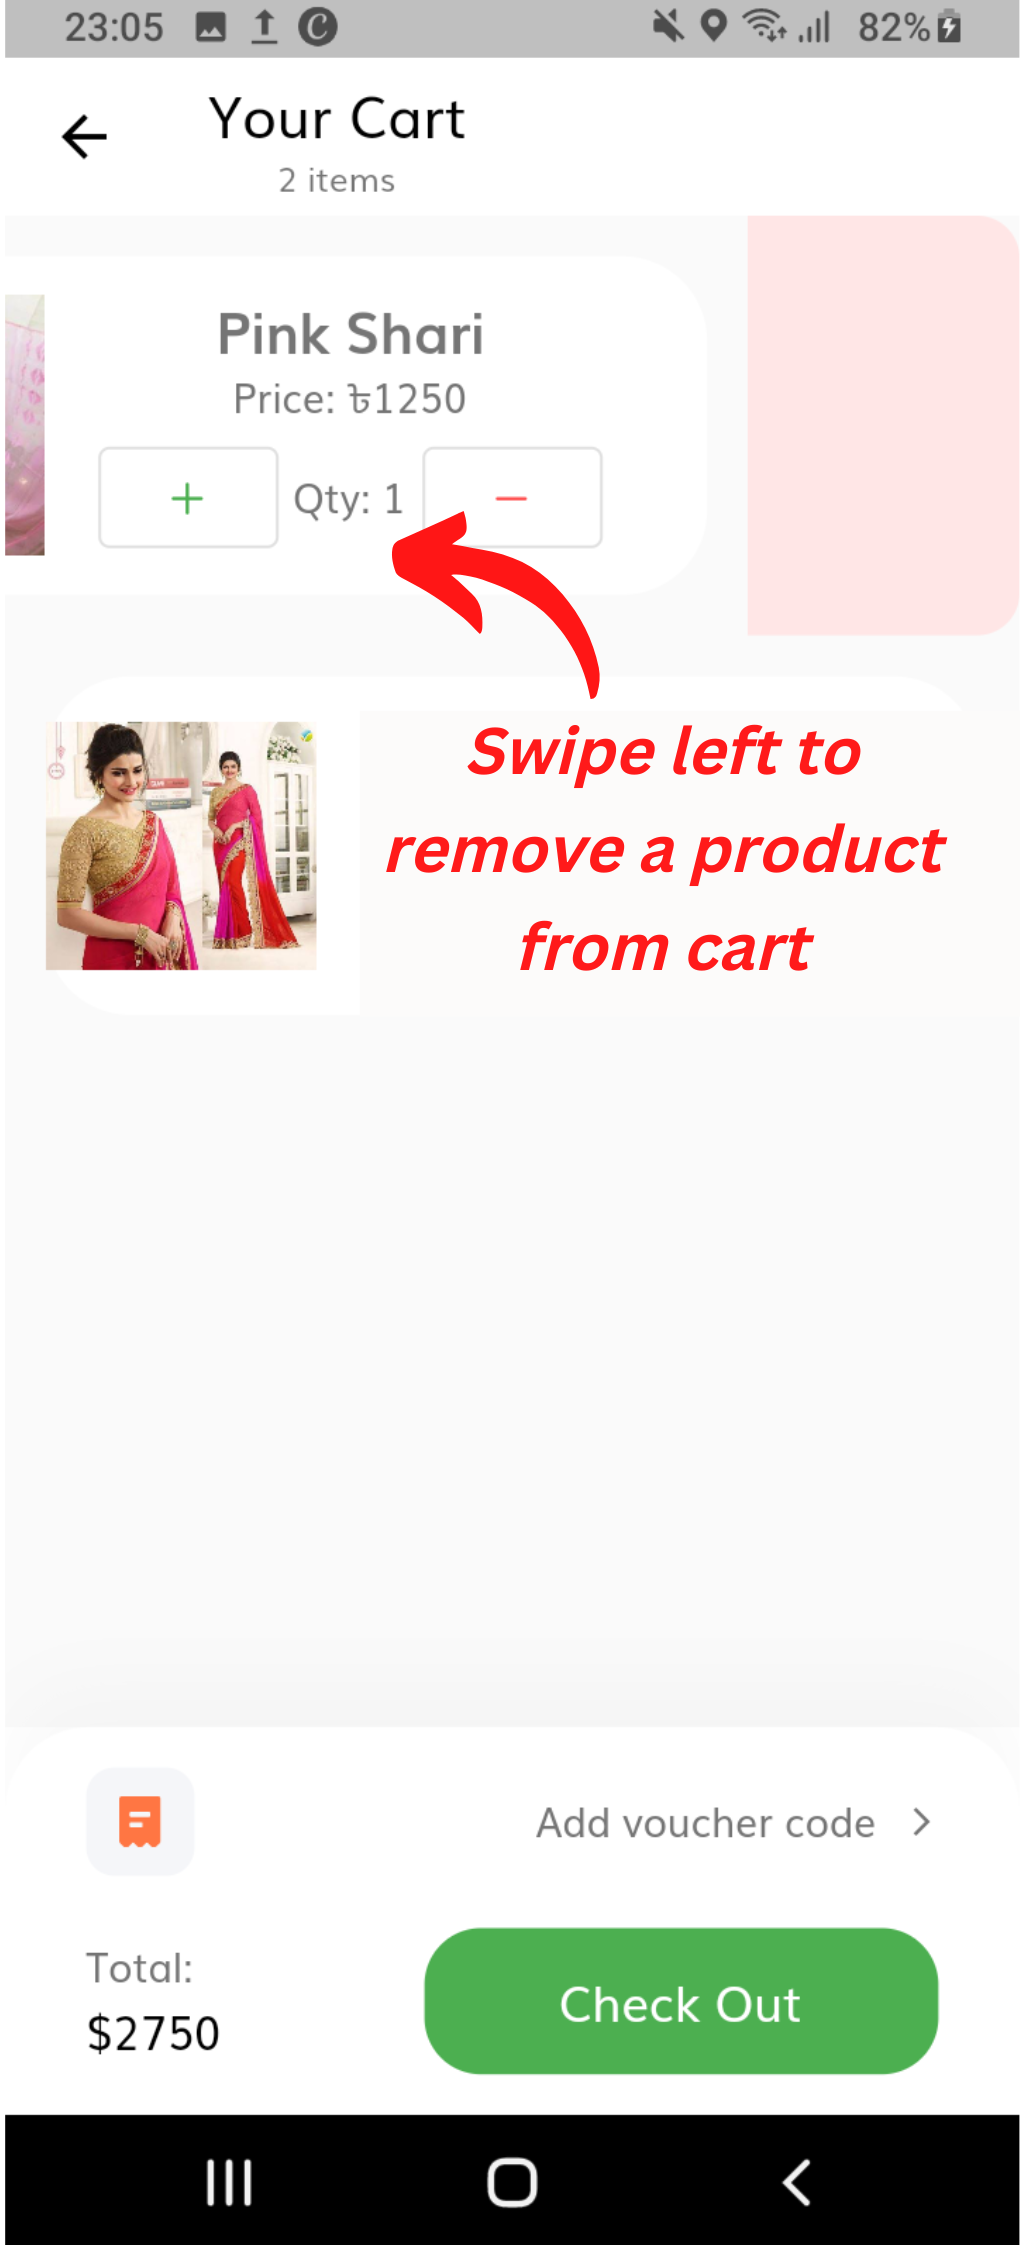 23:05 82%
Your Cart
2 items
Pink Shari
Price: ৳1250
+ Qty: 1 −
Swipe left to
remove a product
from cart
Add voucher code >
Total:
$2750
Check Out